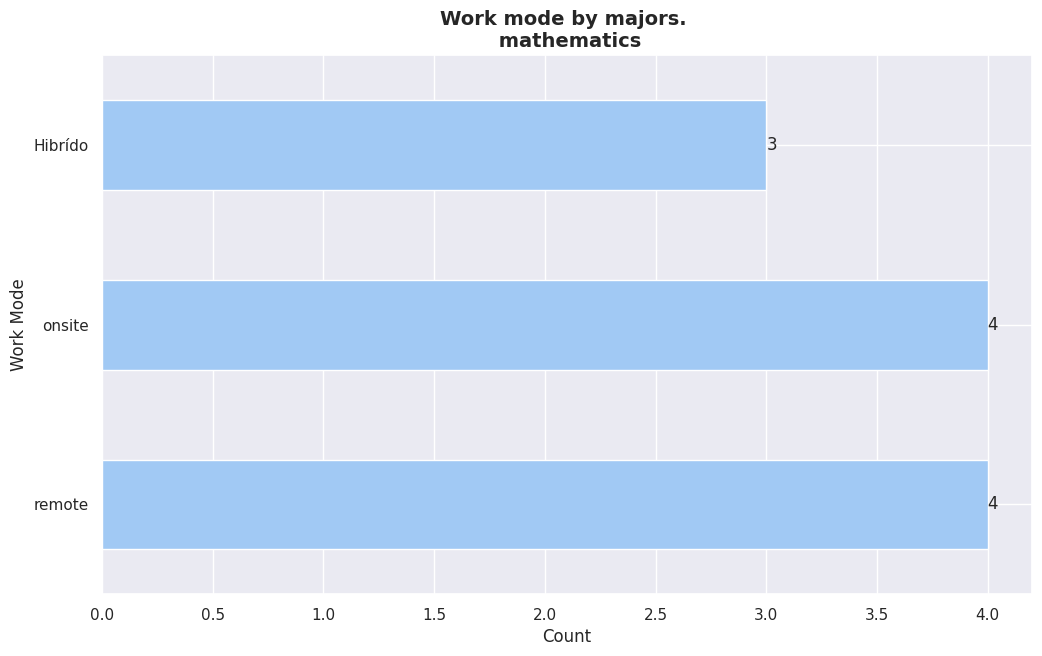 Work mode by majors.
mathematics
Hibrído
3
onsite
4
remote
4
Work Mode
0.0 0.5 1.0 1.5 2.0 2.5 3.0 3.5 4.0
Count